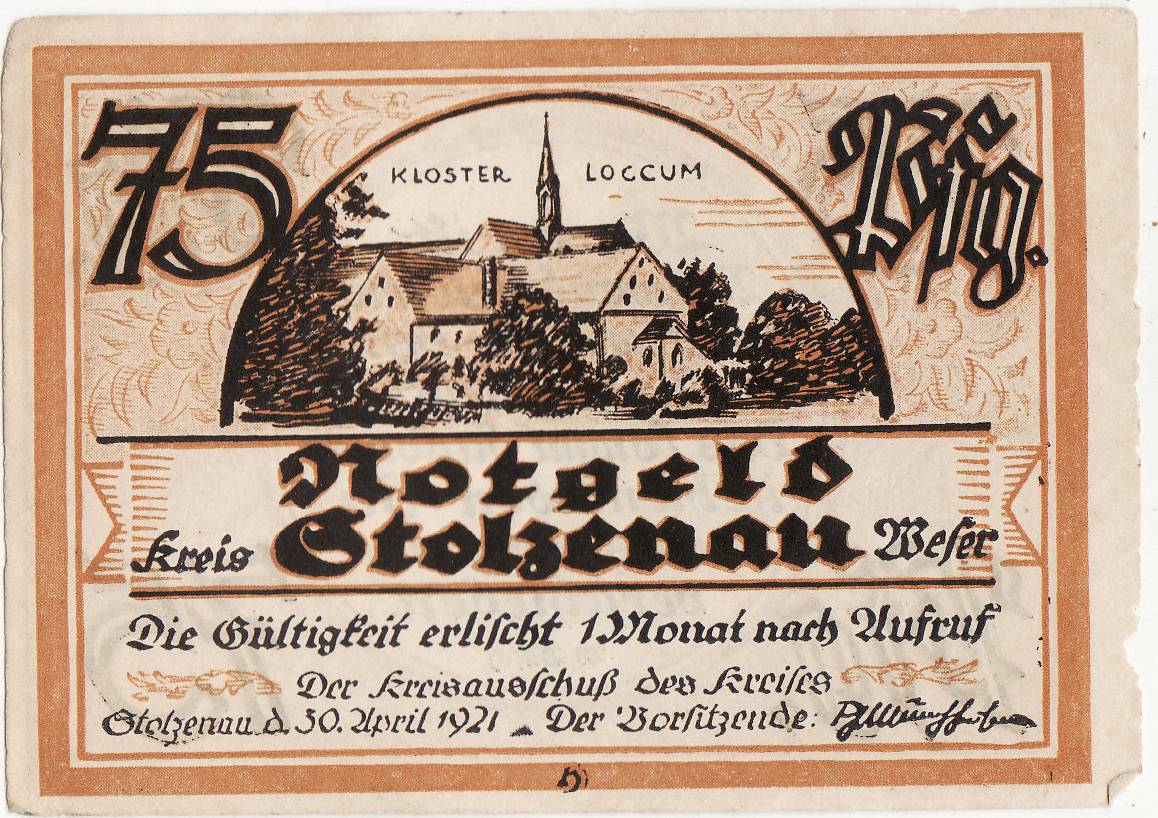 75 Pfg.
KLOSTER LOCCUM
Notgeld
Kreis Stolzenau Weser
Die Gültigkeit erlischt 1 Monat nach Aufruf
Der Kreisausschuß des Kreises
Stolzenau d. 30. April 1921 Der Vorsitzende: